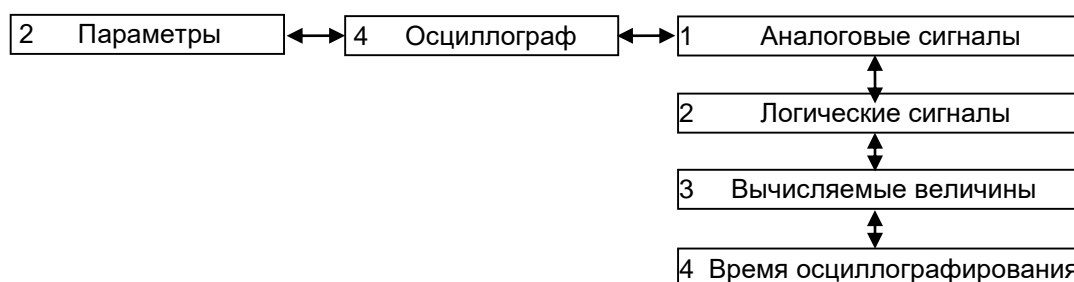 2 Параметры
4 Осциллограф
1 Аналоговые сигналы
2 Логические сигналы
3 Вычисляемые величины
4 Время осциллографирования